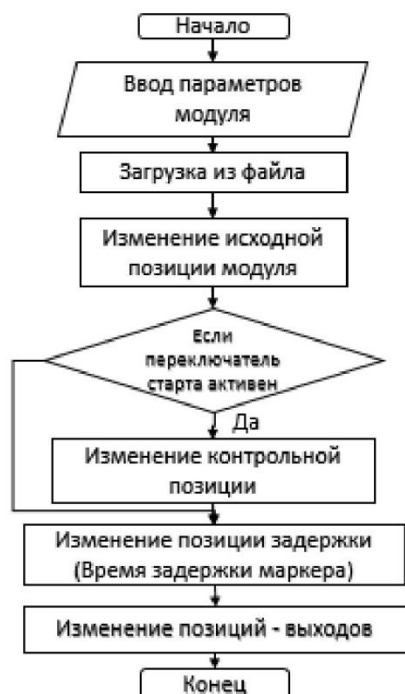 Начало
Ввод параметров
модуля
Загрузка из файла
Изменение исходной
позиции модуля
Если
переключатель
старта активен
Да
Изменение контрольной
позиции
Изменение позиции задержки
(Время задержки маркера)
Изменение позиций - выходов
Конец